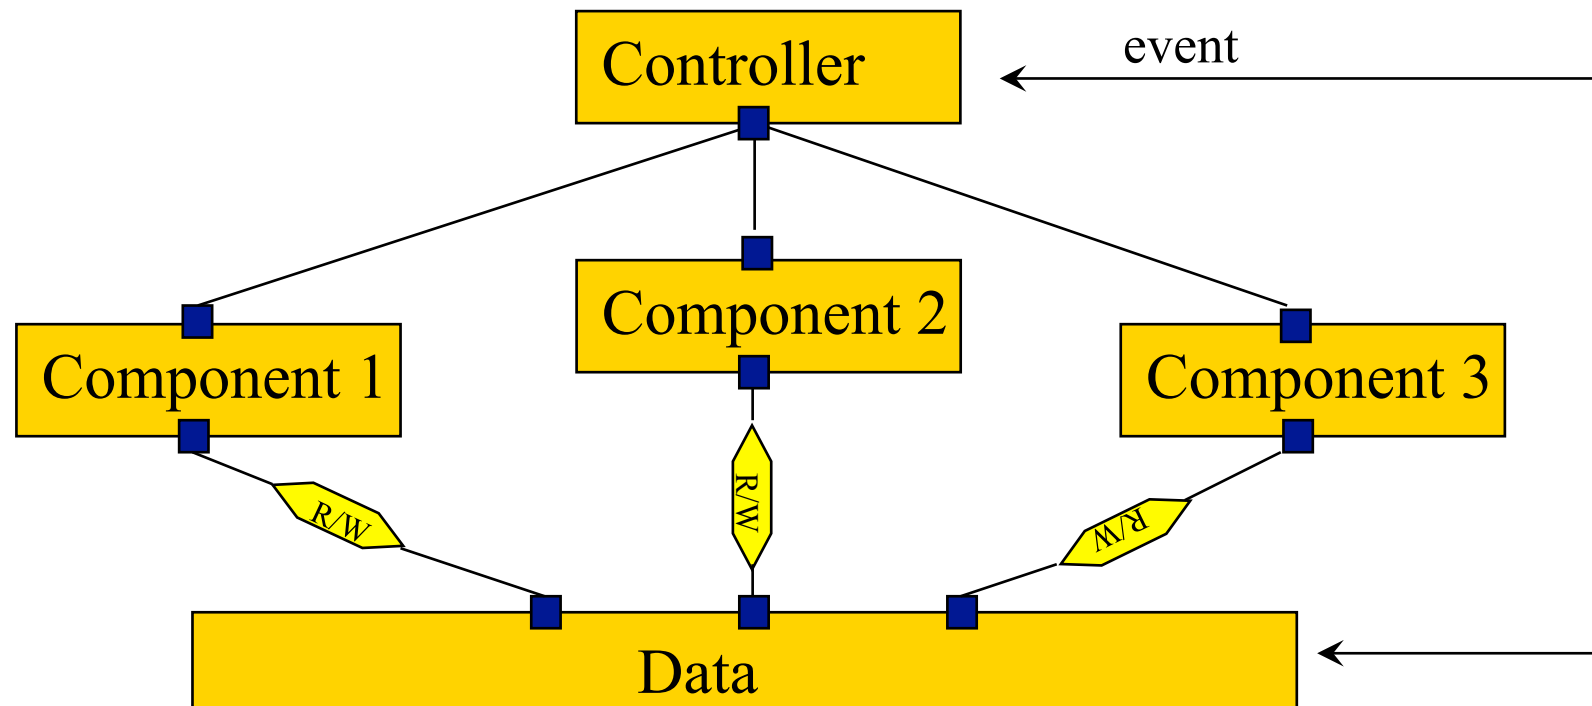 event
Controller
Component 2
Component 1
Component 3
R/W
R/W
R/W
Data